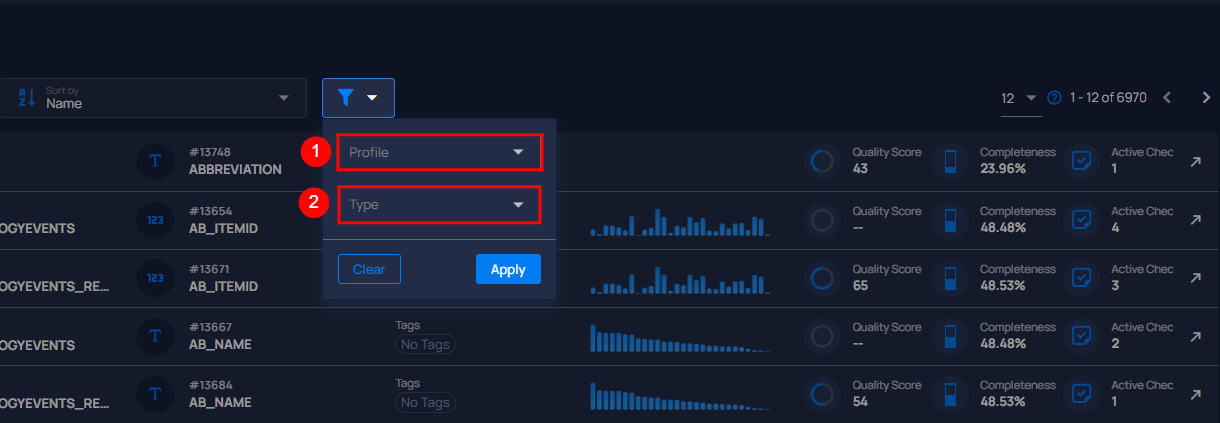 Sort by
Name
12 1 - 12 of 6970
1 Profile
2 Type
Clear Apply
T #13748 Quality Score Completeness Active Chec
ABBREVIATION 43 23.96% 1
123 #13654 Quality Score Completeness Active Chec
OGYEVENTS AB_ITEMID -- 48.48% 4
123 #13671 Quality Score Completeness Active Chec
OGYEVENTS_RE... AB_ITEMID 65 48.53% 3
T #13667 Tags Quality Score Completeness Active Chec
OGYEVENTS AB_NAME No Tags -- 48.48% 2
T #13684 Tags Quality Score Completeness Active Chec
OGYEVENTS_RE... AB_NAME No Tags 54 48.53% 1